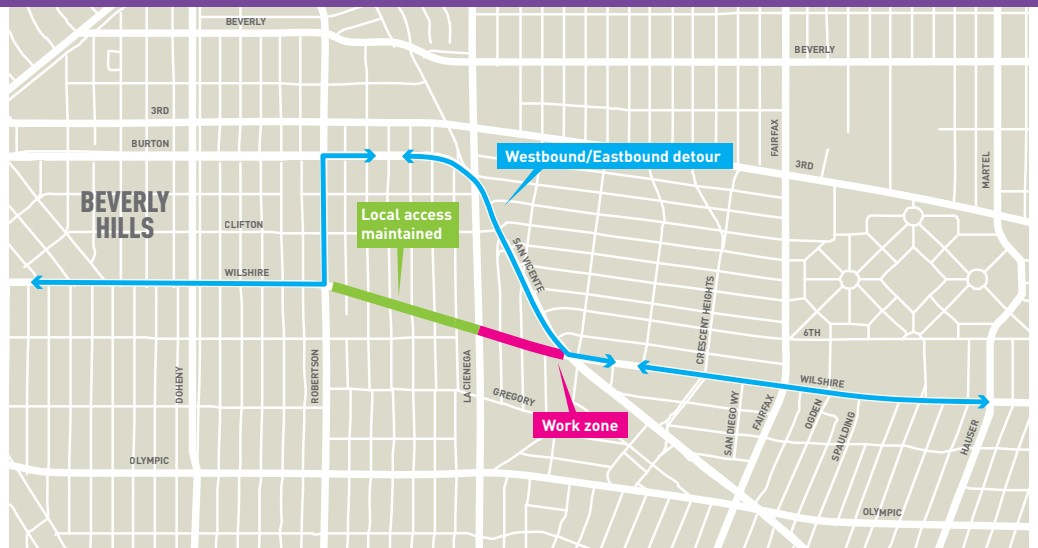 BEVERLY
BEVERLY
3RD
BURTON
FAIRFAX
3RD
MARTEL
Westbound/Eastbound detour
BEVERLY
HILLS
Local access
maintained
CLIFTON
SAN VICENTE
WILSHIRE
CRESCENT HEIGHTS
6TH
DOHENY
ROBERTSON
LA CIENEGA
GREGORY
WILSHIRE
Work zone
SAN DIEGO WY
FAIRFAX
OGDEN
SPAULDING
HAUSER
OLYMPIC
OLYMPIC